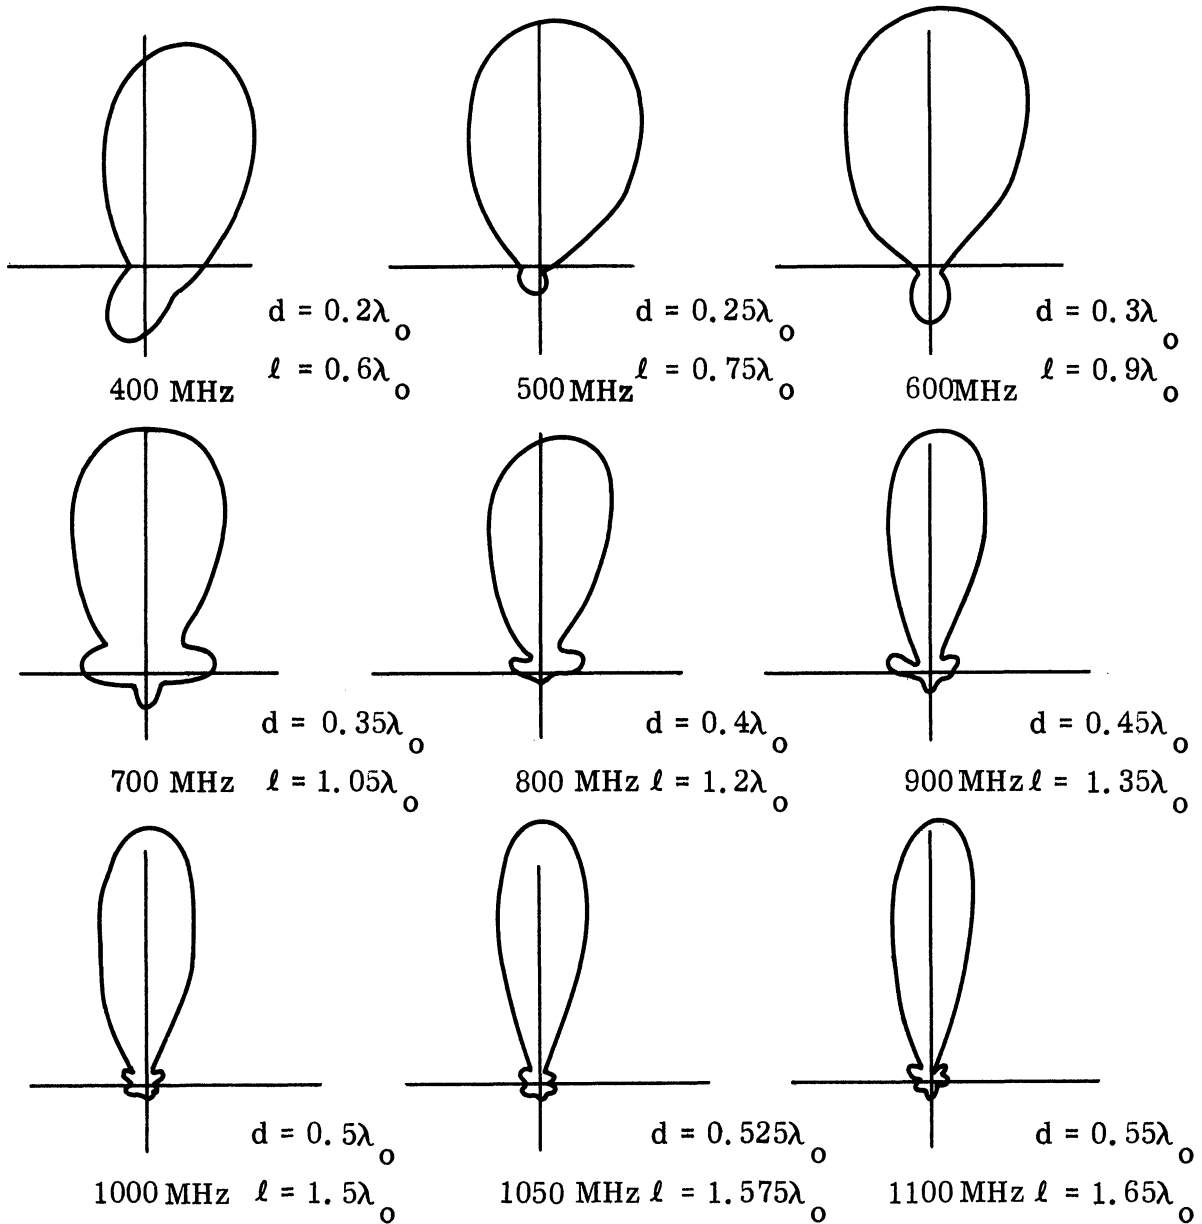 d = 0.2λo
ℓ = 0.6λo
400 MHz
d = 0.25λo
ℓ = 0.75λo
500 MHz
d = 0.3λo
ℓ = 0.9λo
600MHz
d = 0.35λo
700 MHz ℓ = 1.05λo
d = 0.4λo
800 MHz ℓ = 1.2λo
d = 0.45λo
900 MHz ℓ = 1.35λo
d = 0.5λo
1000 MHz ℓ = 1.5λo
d = 0.525λo
1050 MHz ℓ = 1.575λo
d = 0.55λo
1100 MHz ℓ = 1.65λo